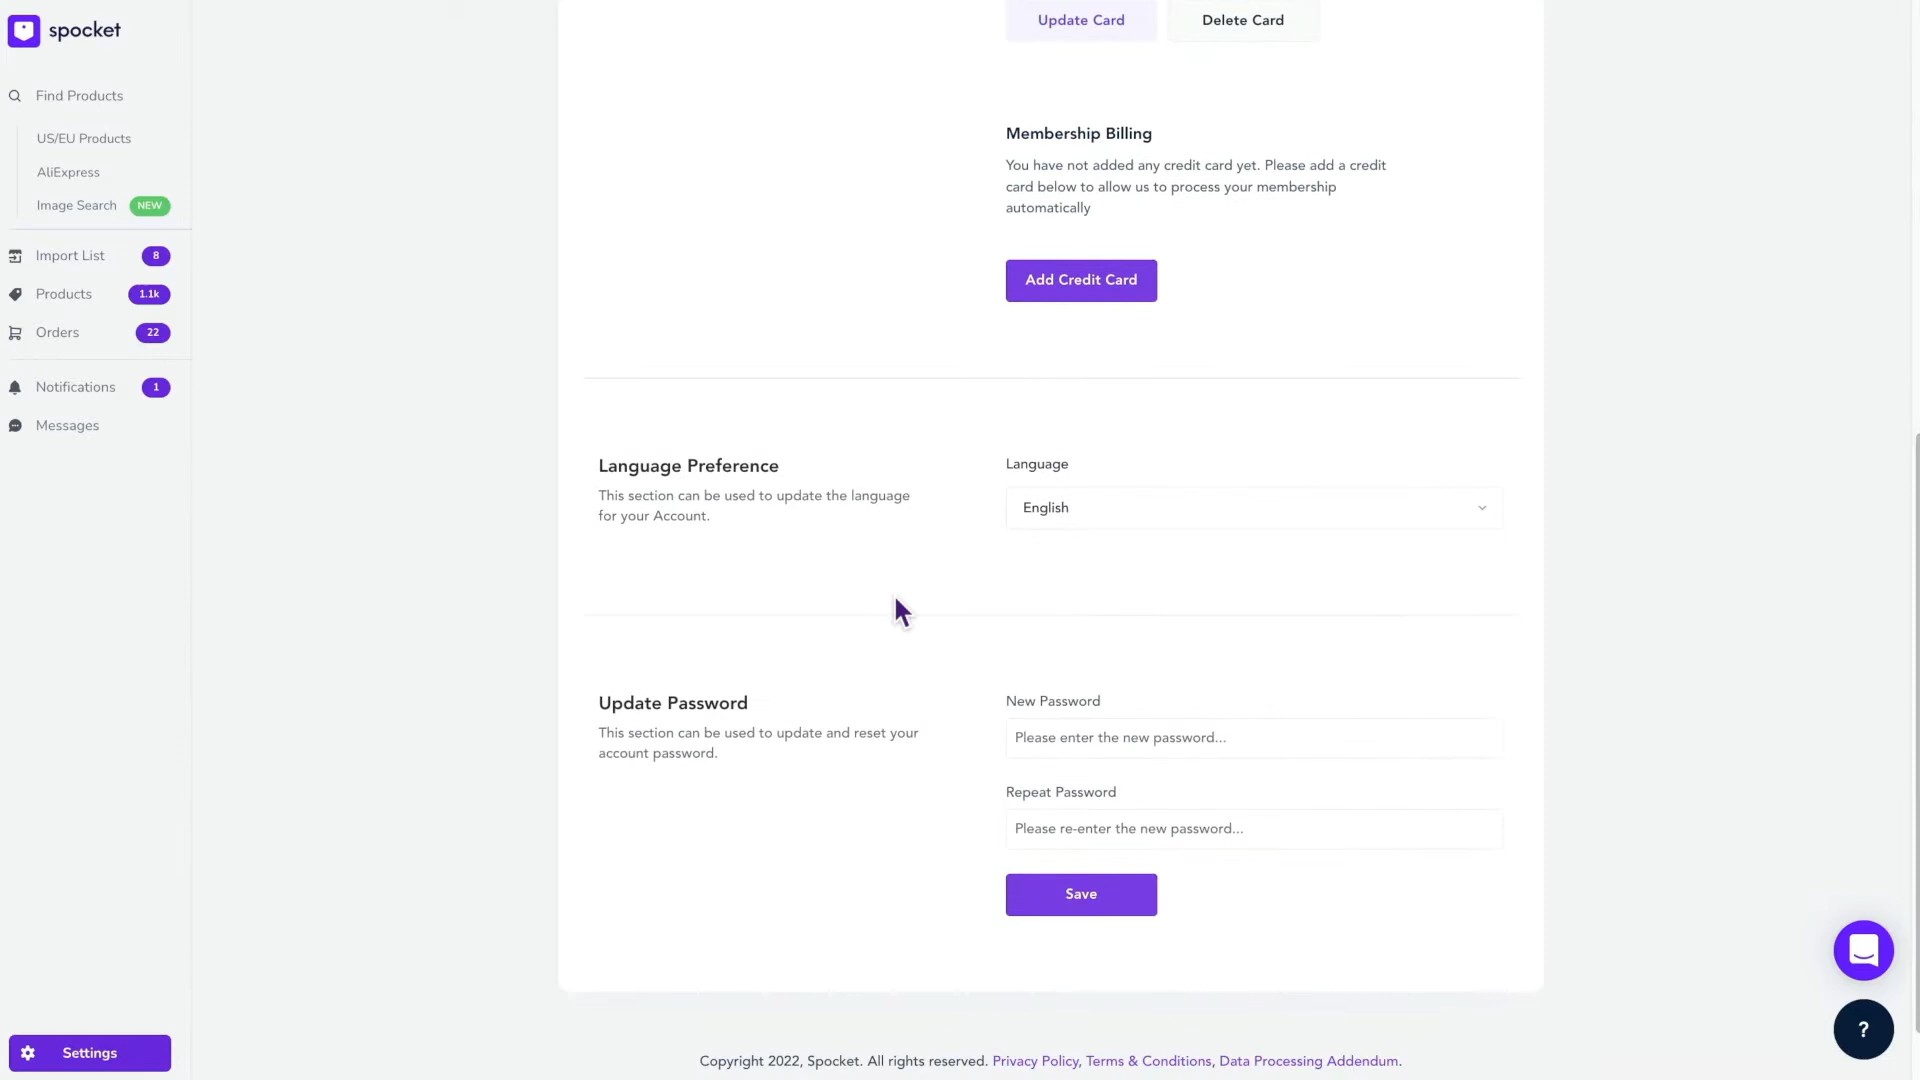 spocket
Find Products
US/EU Products
AliExpress
Image Search NEW
Import List 8
Products 1.1k
Orders 22
Notifications 1
Messages
Settings
Update Card Delete Card
Membership Billing
You have not added any credit card yet. Please add a credit
card below to allow us to process your membership
automatically
Add Credit Card
Language Preference
This section can be used to update the language
for your Account.
Language
English
Update Password
This section can be used to update and reset your
account password.
New Password
Please enter the new password...
Repeat Password
Please re-enter the new password...
Save
?
Copyright 2022, Spocket. All rights reserved. Privacy Policy, Terms & Conditions, Data Processing Addendum.